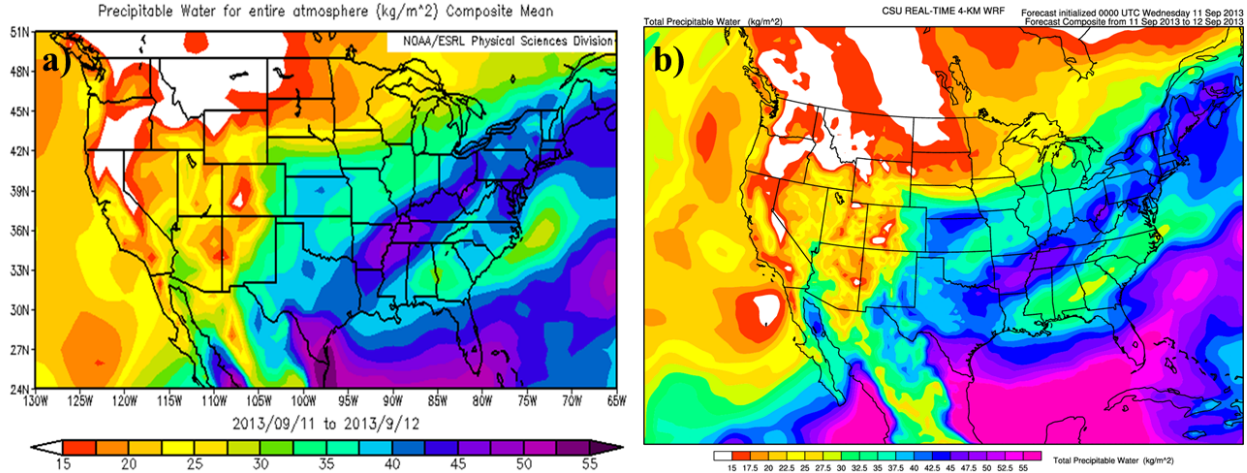 Precipitable Water for entire atmosphere (kg/m^2) Composite Mean
NOAA/ESRL Physical Sciences Division
a)
51N
48N
45N
42N
39N
36N
33N
30N
27N
24N
130W 125W 120W 115W 110W 105W 100W 95W 90W 85W 80W 75W 70W 65W
2013/09/11 to 2013/9/12
15 20 25 30 35 40 45 50 55
CSU REAL-TIME 4-KM WRF
Forecast initialized 0000 UTC Wednesday 11 Sep 2013
Forecast Composite from 11 Sep 2013 to 12 Sep 2013
Total Precipitable Water (kg/m^2)
b)
15 17.5 20 22.5 25 27.5 30 32.5 35 37.5 40 42.5 45 47.5 50 52.5 55
Total Precipitable Water (kg/m^2)